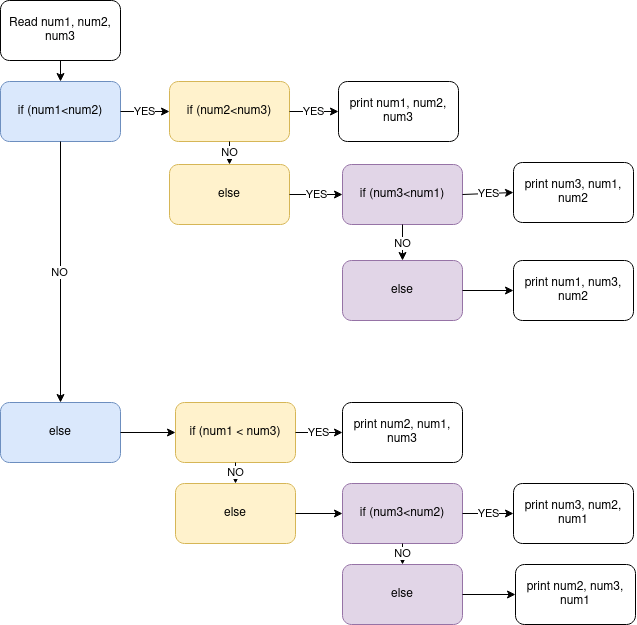 Read num1, num2,
num3
if (num1<num2)
YES
if (num2<num3)
YES
print num1, num2,
num3
NO
else
YES
if (num3<num1)
YES
print num3, num1,
num2
NO
else
print num1, num3,
num2
NO
else
if (num1 < num3)
YES
print num2, num1,
num3
NO
else
if (num3<num2)
YES
print num3, num2,
num1
NO
else
print num2, num3,
num1